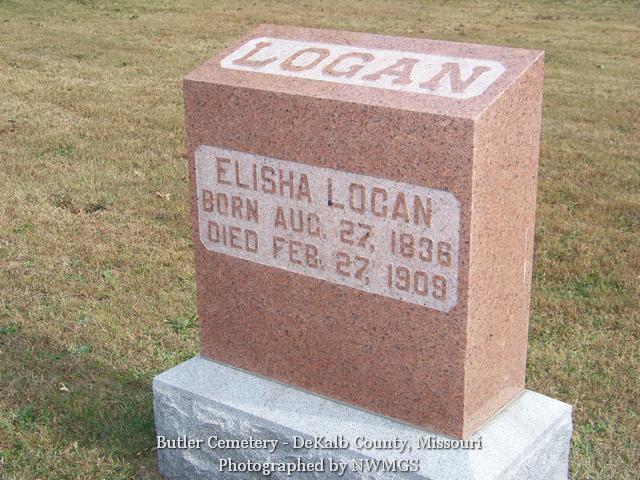 LOGAN
ELISHA LOGAN
BORN AUG. 27, 1836
DIED FEB. 27, 1909
Butler Cemetery - DeKalb County, Missouri
Photographed by NWMGS